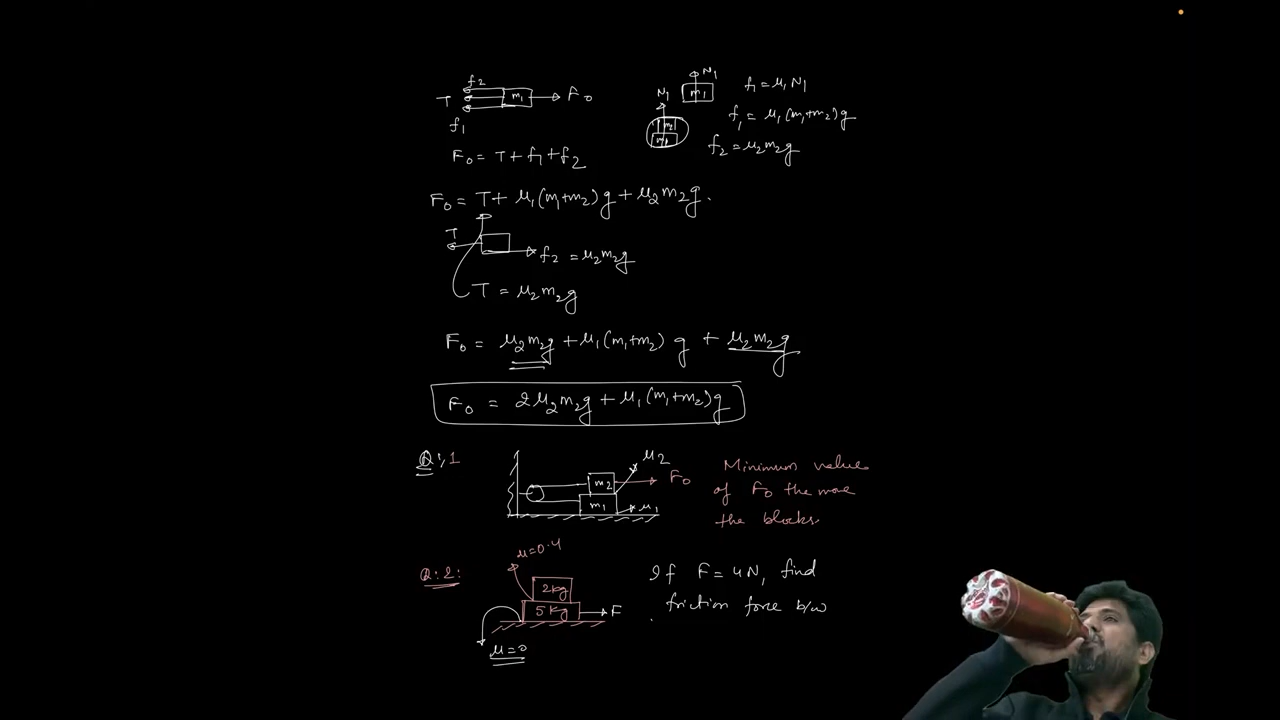 f2
T m1 F0
f1
N1
m1
N1
m2
m1
f1 = μ1 N1
f1 = μ1(m1+m2)g
f2 = μ2m2g
F0 = T + f1 + f2
F0 = T + μ1(m1+m2)g + μ2m2g.
T
f2 = μ2m2g
T = μ2m2g
F0 = μ2m2g + μ1(m1+m2)g + μ2m2g
F0 = 2μ2m2g + μ1(m1+m2)g
Q:1
μ2
m2 F0
m1 μ1
Minimum values
of F0 the move
the blocks
Q:2:
μ=0.4
2kg
5kg F
μ=0
If F = 4N, find
friction force b/w